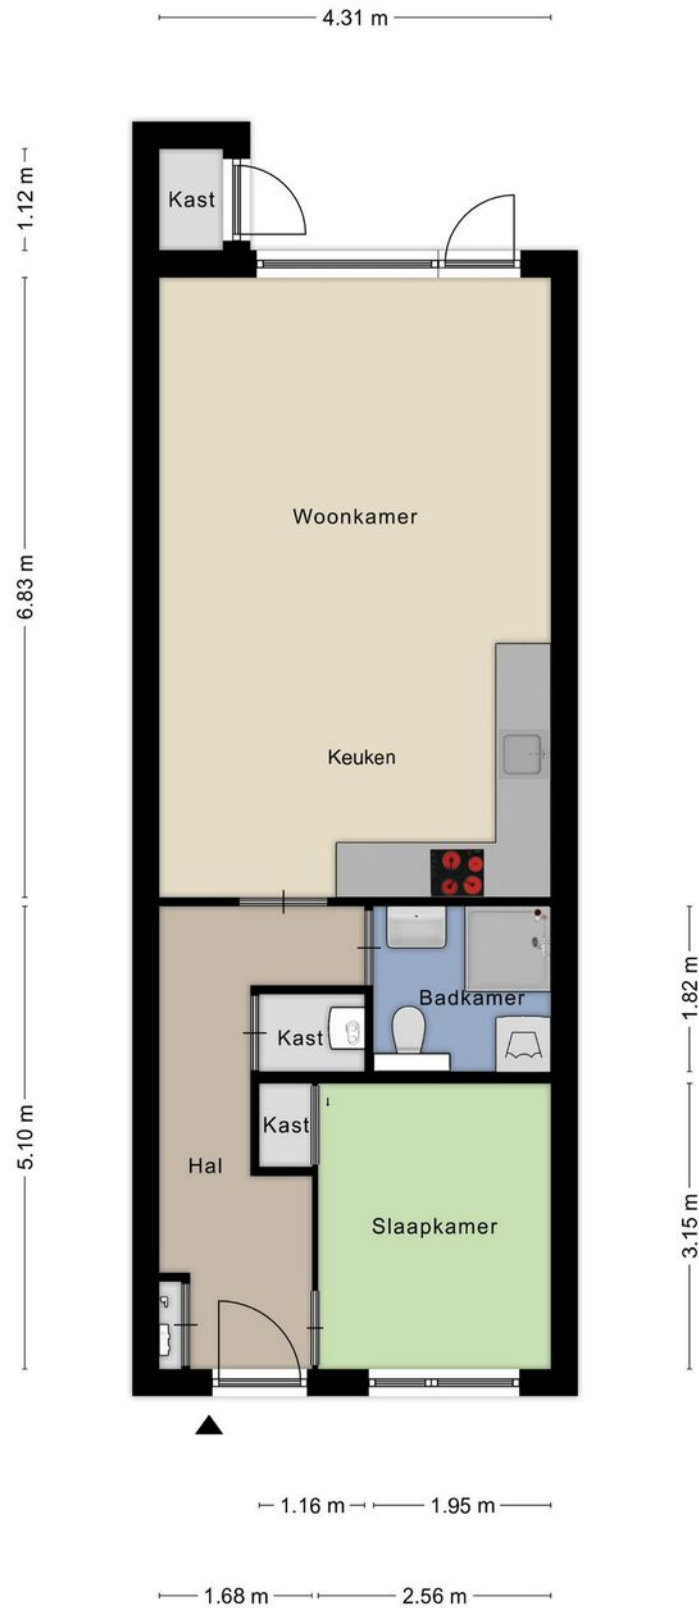 4.31 m
1.12 m
Kast
6.83 m
Woonkamer
Keuken
1.82 m
Badkamer
Kast
5.10 m
Kast
Hal
3.15 m
Slaapkamer
1.16 m
1.95 m
1.68 m
2.56 m